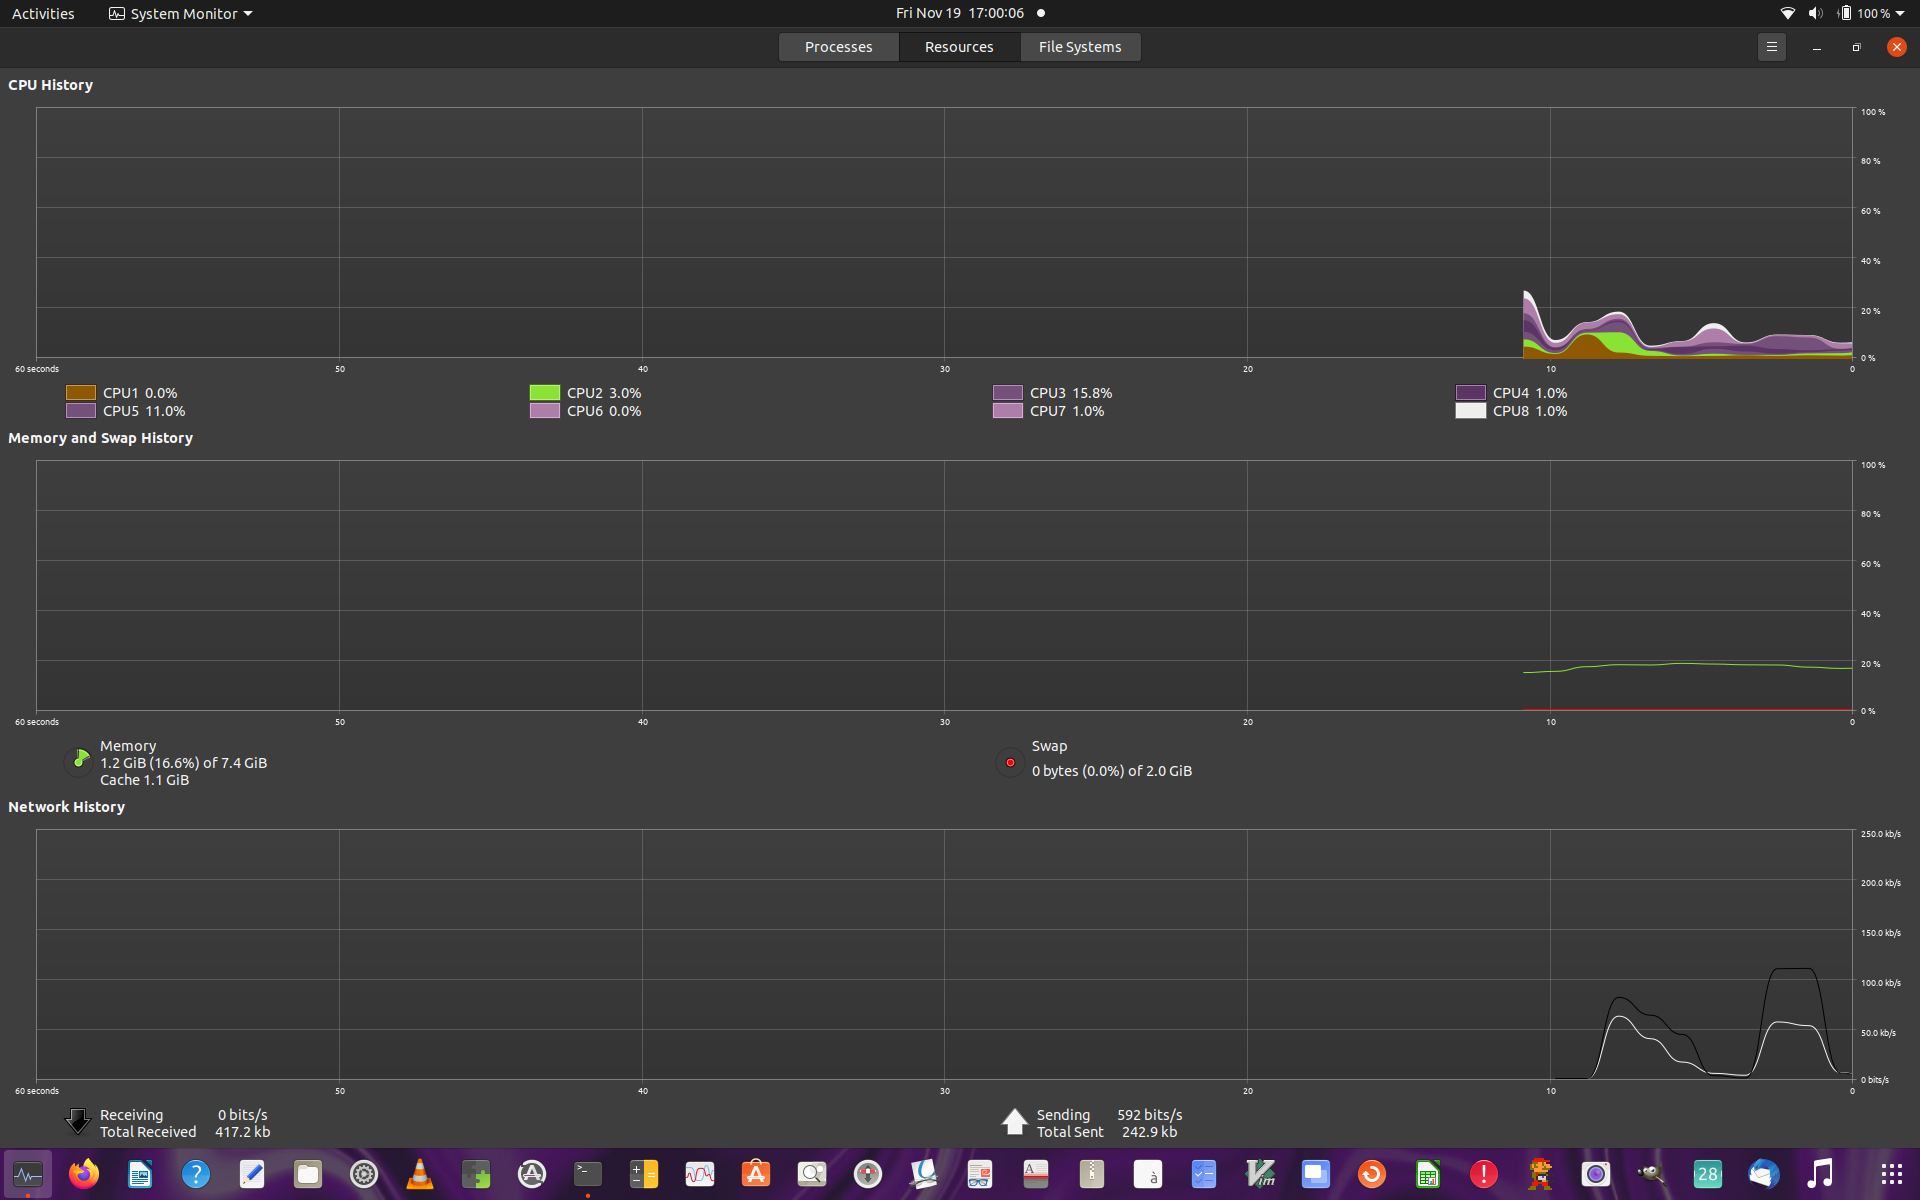 Activities System Monitor Fri Nov 19 17:00:06 100 %
Processes Resources File Systems
CPU History
100 %
80 %
60 %
40 %
20 %
0 %
60 seconds 50 40 30 20 10 0
CPU1 0.0% CPU2 3.0% CPU3 15.8% CPU4 1.0%
CPU5 11.0% CPU6 0.0% CPU7 1.0% CPU8 1.0%
Memory and Swap History
100 %
80 %
60 %
40 %
20 %
0 %
60 seconds 50 40 30 20 10 0
Memory
1.2 GiB (16.6%) of 7.4 GiB
Cache 1.1 GiB
Swap
0 bytes (0.0%) of 2.0 GiB
Network History
250.0 kb/s
200.0 kb/s
150.0 kb/s
100.0 kb/s
50.0 kb/s
0 bits/s
60 seconds 50 40 30 20 10 0
Receiving 0 bits/s
Total Received 417.2 kb
Sending 592 bits/s
Total Sent 242.9 kb
? >_ A à Vim ! 28